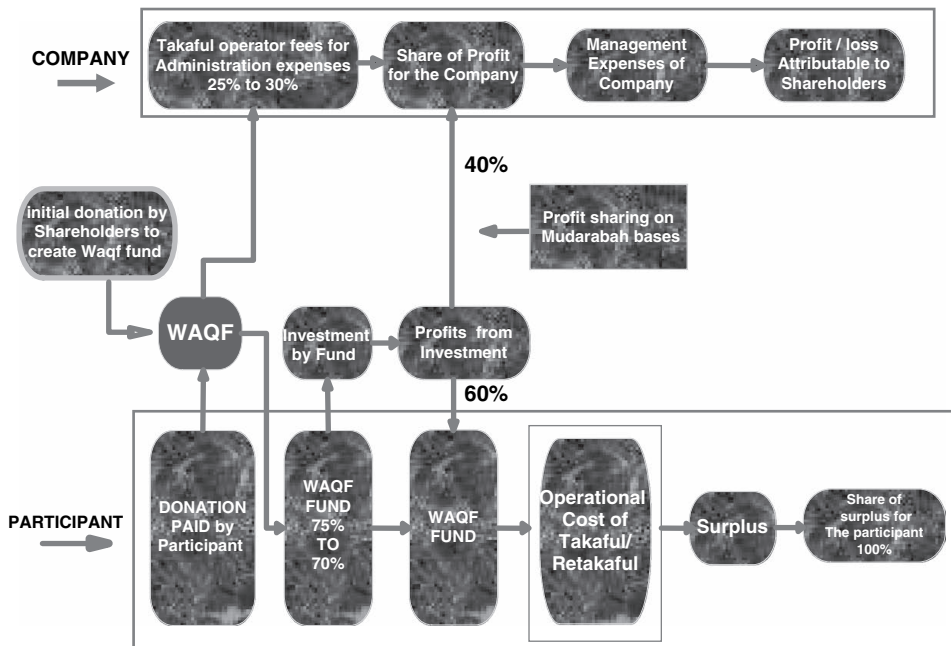 COMPANY
Takaful operator fees for
Administration expenses
25% to 30%
Share of Profit
for the Company
Management
Expenses of
Company
Profit / loss
Attributable to
Shareholders
40%
initial donation by
Shareholders to
create Waqf fund
Profit sharing on
Mudarabah bases
WAQF
Investment
by Fund
Profits from
Investment
60%
PARTICIPANT
DONATION
PAID by
Participant
WAQF
FUND
75%
TO
70%
WAQF
FUND
Operational
Cost of
Takaful/
Retakaful
Surplus
Share of
surplus for
The participant
100%